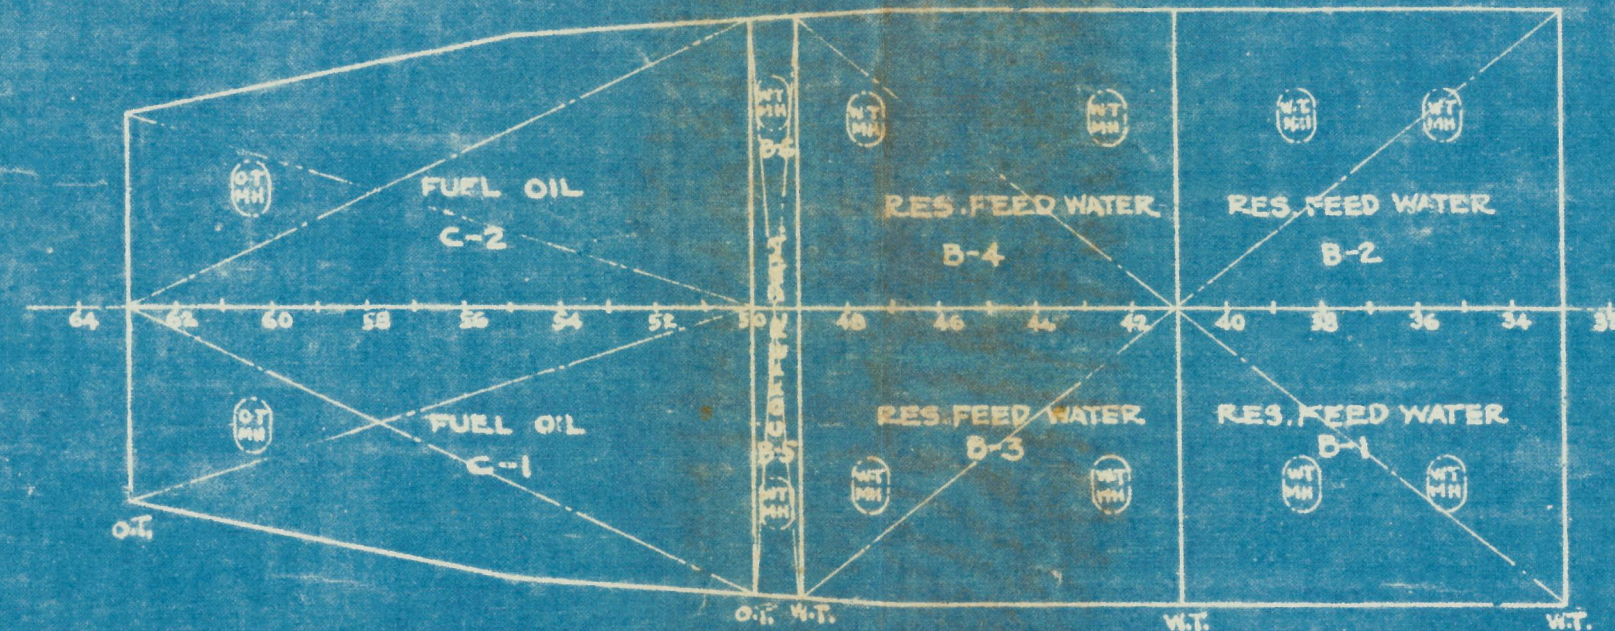 W.T. MH
W.T. MH
W.T. MH
W.T. MH
W.T. MH
B-6
O.T. MH
FUEL OIL
C-2
RES. FEED WATER
B-4
RES. FEED WATER
B-2
64 62 60 58 56 54 52 50 48 46 44 42 40 38 36 34
O.T. MH
FUEL OIL
C-1
RES. FEED WATER
B-3
RES. FEED WATER
B-1
B-5
W.T. MH
W.T. MH
W.T. MH
W.T. MH
W.T. MH
O.T.
O.T. W.T.
W.T.
W.T.